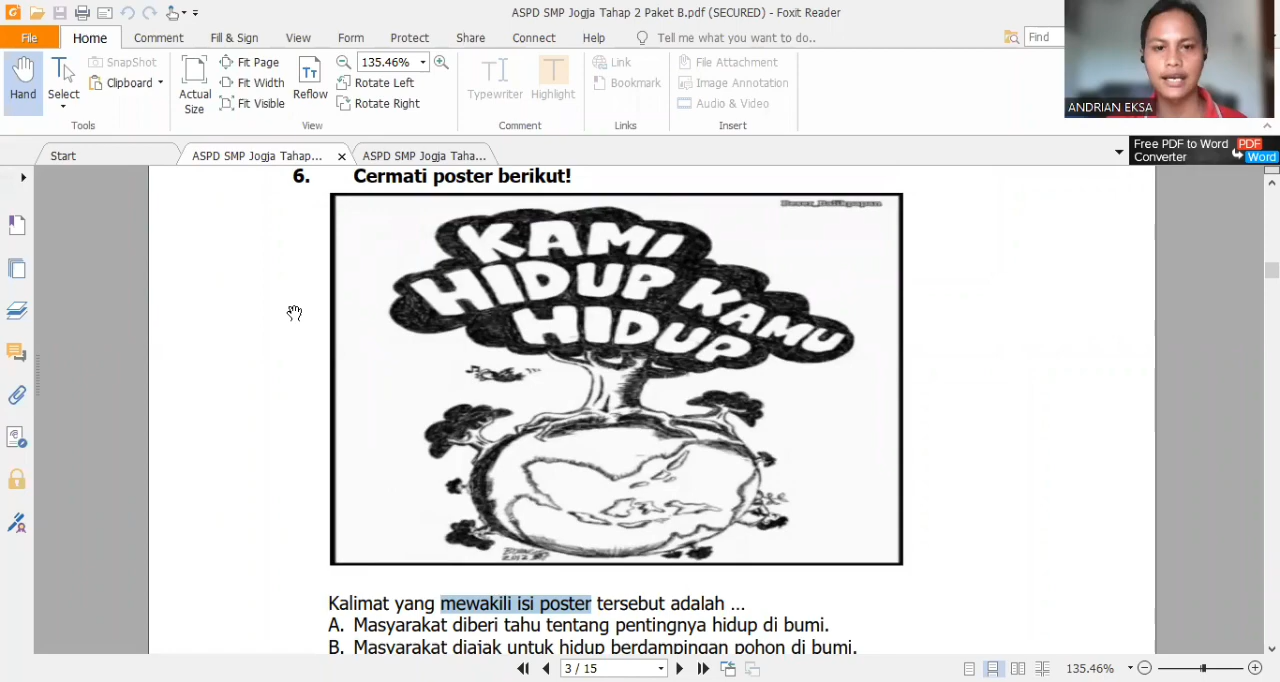 ASPD SMP Jogja Tahap 2 Paket B.pdf (SECURED) - Foxit Reader
File Home Comment Fill & Sign View Form Protect Share Connect Help Tell me what you want to do.. Find
Hand
Select
SnapShot
Clipboard
Tools
Actual Size
Fit Page
Fit Width
Fit Visible
Reflow
135.46%
Rotate Left
Rotate Right
View
Typewriter
Highlight
Comment
Link
Bookmark
Links
File Attachment
Image Annotation
Audio & Video
Insert
ANDRIAN EKSA
Start
ASPD SMP Jogja Tahap... x
ASPD SMP Jogja Taha...
Free PDF to Word
Converter
PDF
Word
6. Cermati poster berikut!
KAMI
HIDUP KAMU
HIDUP
Kalimat yang mewakili isi poster tersebut adalah ...
A. Masyarakat diberi tahu tentang pentingnya hidup di bumi.
B. Masyarakat diajak untuk hidup berdampingan pohon di bumi.
3 / 15
135.46%